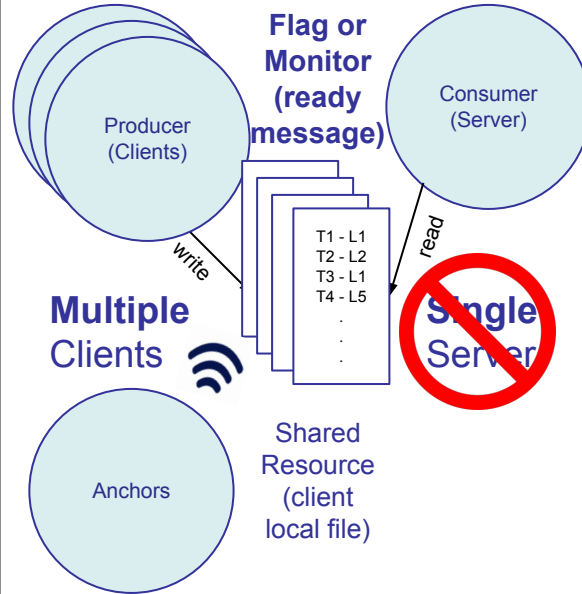 Flag or
Monitor
(ready
message)
Producer
(Clients)
Consumer
(Server)
write
read
T1 - L1
T2 - L2
T3 - L1
T4 - L5
.
.
.
Multiple
Clients
Single
Server
Shared
Resource
(client
local file)
Anchors